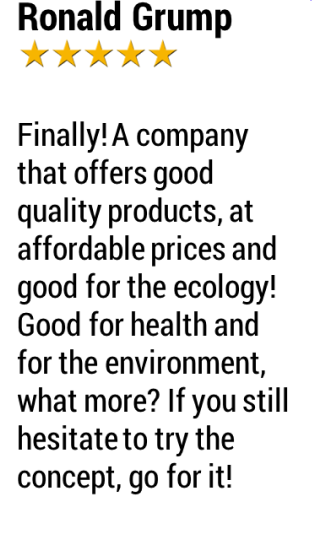 Ronald Grump
Finally! A company
that offers good
quality products, at
affordable prices and
good for the ecology!
Good for health and
for the environment,
what more? If you still
hesitate to try the
concept, go for it!